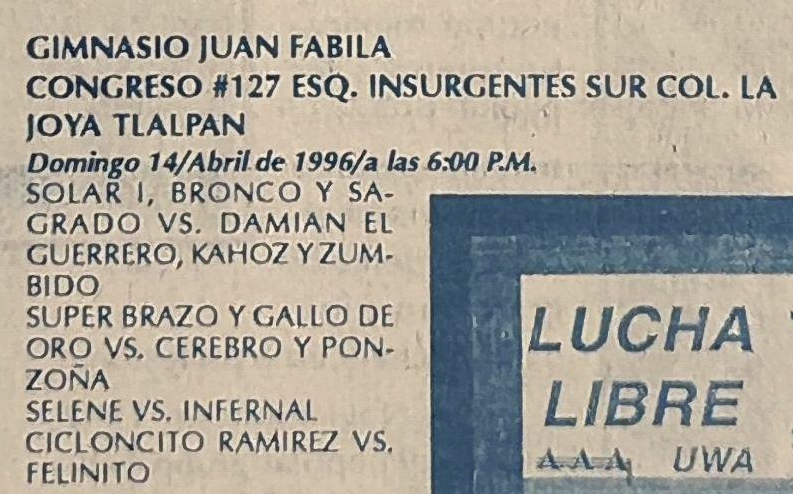 GIMNASIO JUAN FABILA
CONGRESO #127 ESQ. INSURGENTES SUR COL. LA
JOYA TLALPAN
Domingo 14/Abril de 1996/a las 6:00 P.M.
SOLAR I, BRONCO Y SA-
GRADO VS. DAMIAN EL
GUERRERO, KAHOZ Y ZUM-
BIDO
SUPER BRAZO Y GALLO DE
ORO VS. CEREBRO Y PON-
ZOÑA
SELENE VS. INFERNAL
CICLONCITO RAMIREZ VS.
FELINITO
LUCHA
LIBRE
AAA UWA